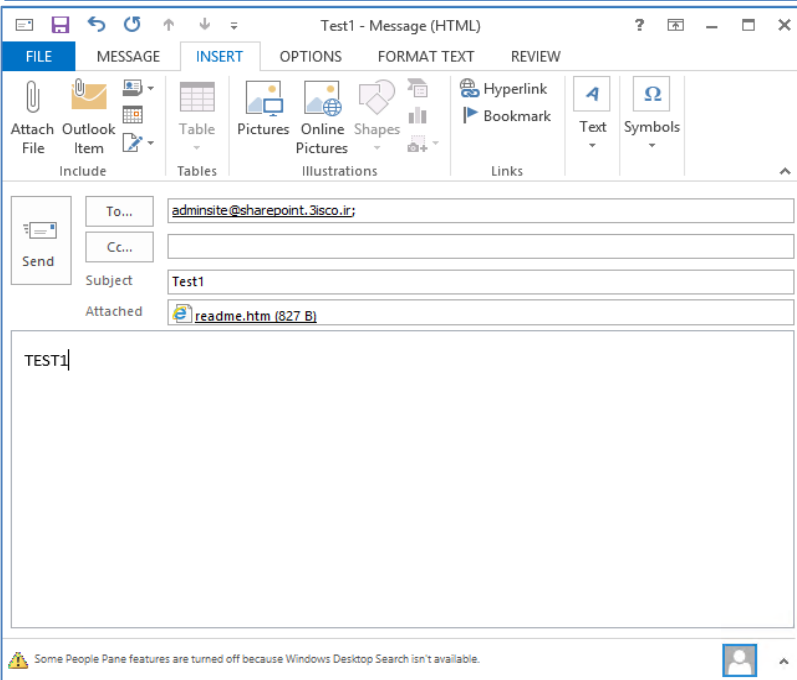 Test1 - Message (HTML)
?
FILE MESSAGE INSERT OPTIONS FORMAT TEXT REVIEW
Attach File
Outlook Item
Include
Table
Tables
Pictures
Online Pictures
Shapes
Illustrations
Hyperlink
Bookmark
Links
A
Text
Ω
Symbols
Send
To...
adminsite@sharepoint.3isco.ir;
Cc...
Subject
Test1
Attached
readme.htm (827 B)
TEST1
Some People Pane features are turned off because Windows Desktop Search isn't available.